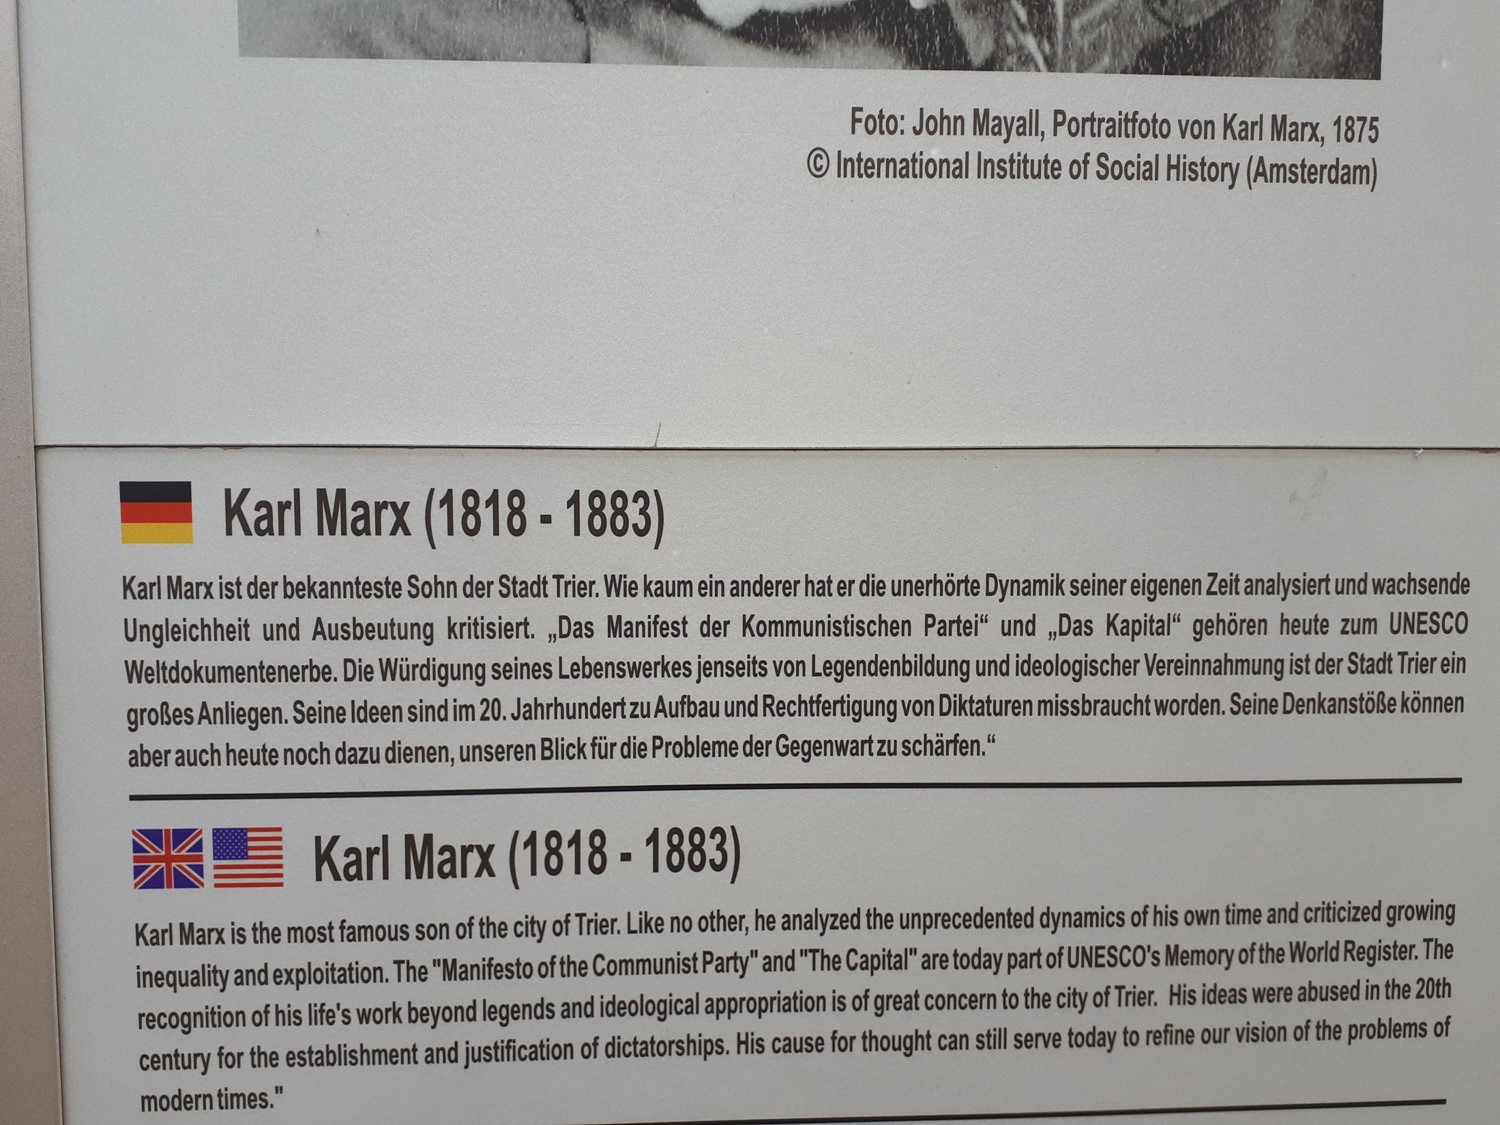 Foto: John Mayall, Portraitfoto von Karl Marx, 1875
© International Institute of Social History (Amsterdam)
Karl Marx (1818 - 1883)
Karl Marx ist der bekannteste Sohn der Stadt Trier. Wie kaum ein anderer hat er die unerhörte Dynamik seiner eigenen Zeit analysiert und wachsende
Ungleichheit und Ausbeutung kritisiert. „Das Manifest der Kommunistischen Partei“ und „Das Kapital“ gehören heute zum UNESCO
Weltdokumentenerbe. Die Würdigung seines Lebenswerkes jenseits von Legendenbildung und ideologischer Vereinnahmung ist der Stadt Trier ein
großes Anliegen. Seine Ideen sind im 20. Jahrhundert zu Aufbau und Rechtfertigung von Diktaturen missbraucht worden. Seine Denkanstöße können
aber auch heute noch dazu dienen, unseren Blick für die Probleme der Gegenwart zu schärfen.“
Karl Marx (1818 - 1883)
Karl Marx is the most famous son of the city of Trier. Like no other, he analyzed the unprecedented dynamics of his own time and criticized growing
inequality and exploitation. The "Manifesto of the Communist Party" and "The Capital" are today part of UNESCO's Memory of the World Register. The
recognition of his life's work beyond legends and ideological appropriation is of great concern to the city of Trier. His ideas were abused in the 20th
century for the establishment and justification of dictatorships. His cause for thought can still serve today to refine our vision of the problems of
modern times."